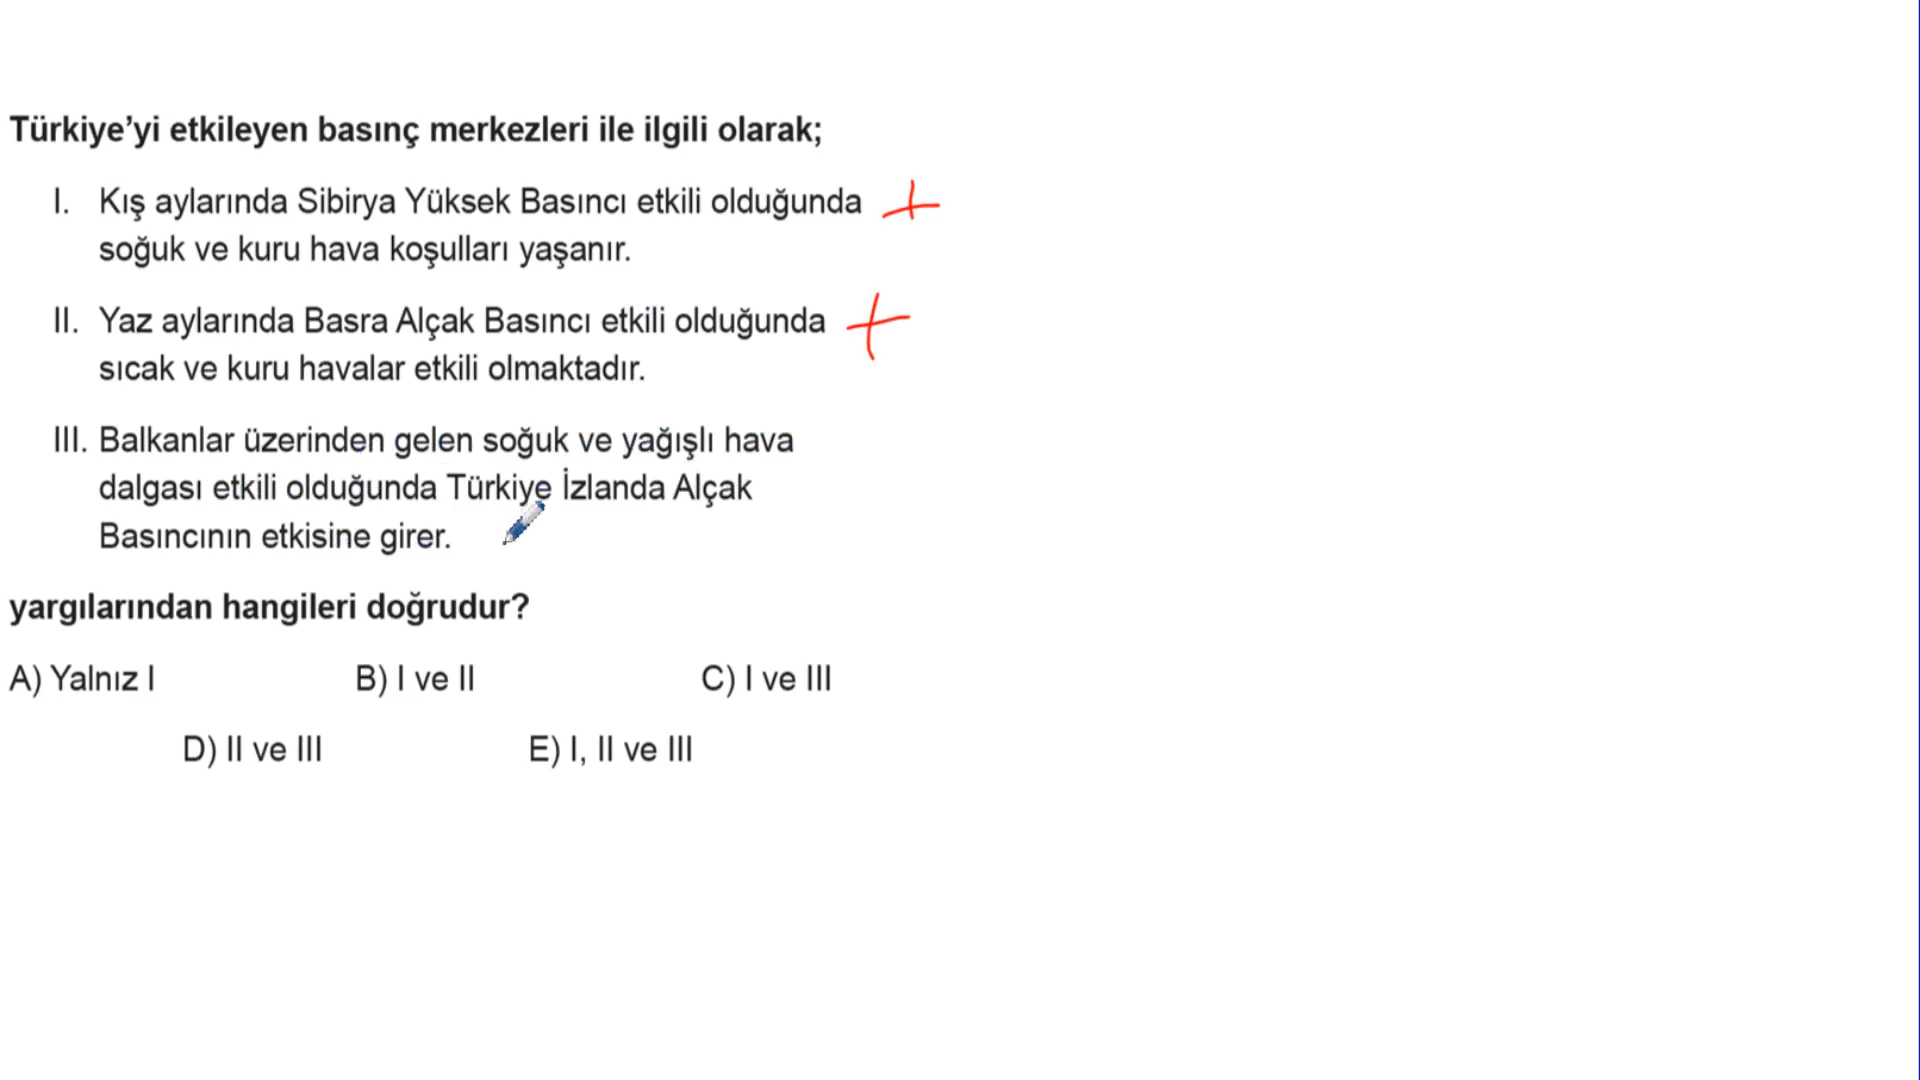 Türkiye’yi etkileyen basınç merkezleri ile ilgili olarak;
I. Kış aylarında Sibirya Yüksek Basıncı etkili olduğunda
soğuk ve kuru hava koşulları yaşanır.
II. Yaz aylarında Basra Alçak Basıncı etkili olduğunda
sıcak ve kuru havalar etkili olmaktadır.
III. Balkanlar üzerinden gelen soğuk ve yağışlı hava
dalgası etkili olduğunda Türkiye İzlanda Alçak
Basıncının etkisine girer.
yargılarından hangileri doğrudur?
A) Yalnız I B) I ve II C) I ve III
D) II ve III E) I, II ve III